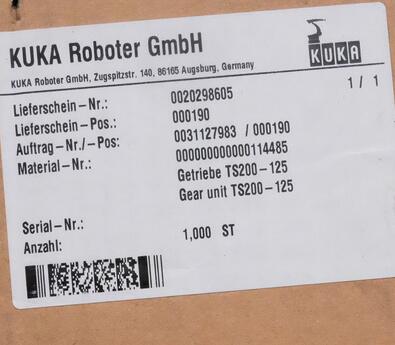 KUKA Roboter GmbH
KUKA
KUKA Roboter GmbH, Zugspitzstr. 140, 86165 Augsburg, Germany
1 / 1
Lieferschein-Nr.: 0020298605
Lieferschein-Pos.: 000190
Auftrag-Nr./-Pos: 0031127983 / 000190
Material-Nr.: 000000000000114485
Getriebe TS200-125
Gear unit TS200-125
Serial-Nr.:
Anzahl: 1,000 ST